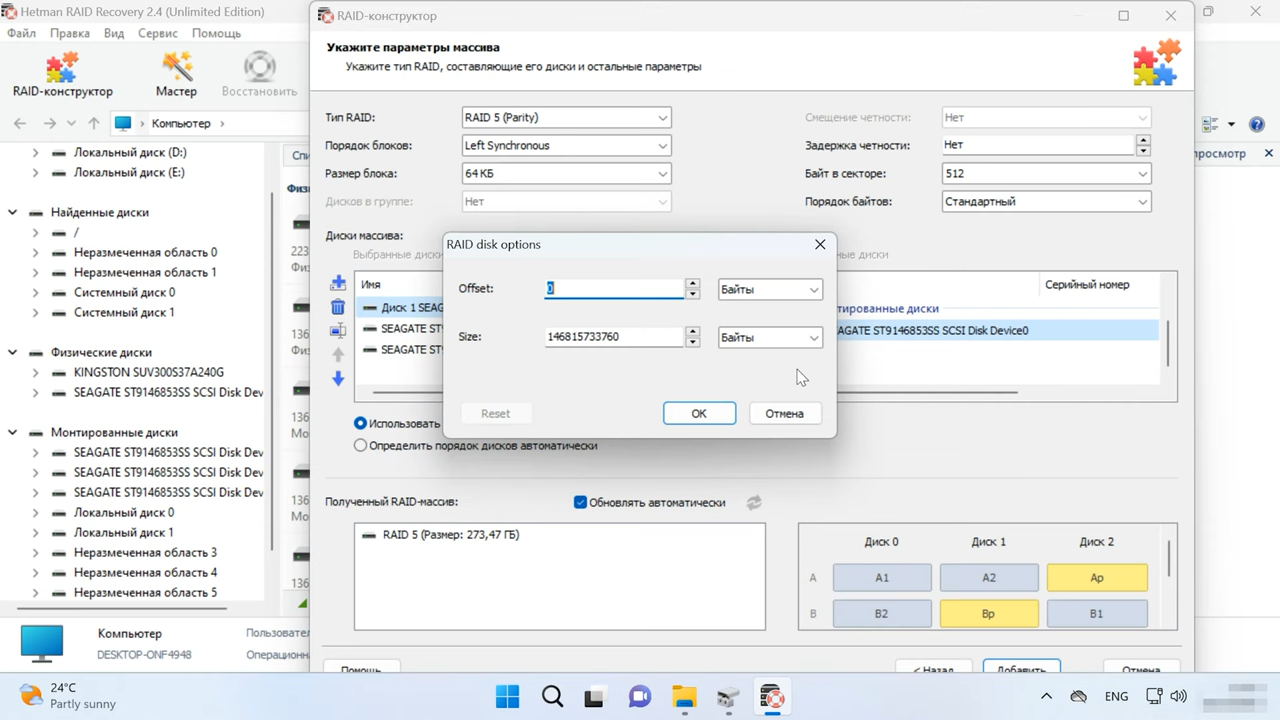 Hetman RAID Recovery 2.4 (Unlimited Edition)
Файл Правка Вид Сервис Помощь
RAID-конструктор Мастер Восстановить
Компьютер
Локальный диск (D:)
Локальный диск (E:)
Найденные диски
/
Неразмеченная область 0
Неразмеченная область 1
Системный диск 0
Системный диск 1
Физические диски
KINGSTON SUV300S37A240G
SEAGATE ST9146853SS SCSI Disk Dev
Монтированные диски
SEAGATE ST9146853SS SCSI Disk Dev
SEAGATE ST9146853SS SCSI Disk Dev
SEAGATE ST9146853SS SCSI Disk Dev
Локальный диск 0
Локальный диск 1
Неразмеченная область 3
Неразмеченная область 4
Неразмеченная область 5
Компьютер
DESKTOP-ONF4948
RAID-конструктор
Укажите параметры массива
Укажите тип RAID, составляющие его диски и остальные параметры
Тип RAID: RAID 5 (Parity)
Порядок блоков: Left Synchronous
Размер блока: 64 КБ
Дисков в группе: Нет
Смещение четности: Нет
Задержка четности: Нет
Байт в секторе: 512
Порядок байтов: Стандартный
Диски массива:
Имя
Диск 1 SEAG
SEAGATE ST
SEAGATE ST
Серийный номер
SEAGATE ST9146853SS SCSI Disk Device0
RAID disk options
Offset: 0 Байты
Size: 146815733760 Байты
Reset OK Отмена
Использовать
Определить порядок дисков автоматически
Полученный RAID-массив: Обновлять автоматически
RAID 5 (Размер: 273,47 ГБ)
Диск 0 Диск 1 Диск 2
A A1 A2 Ap
B B2 Bp B1
Помощь < Назад Добавить Отмена
24°C
Partly sunny
ENG